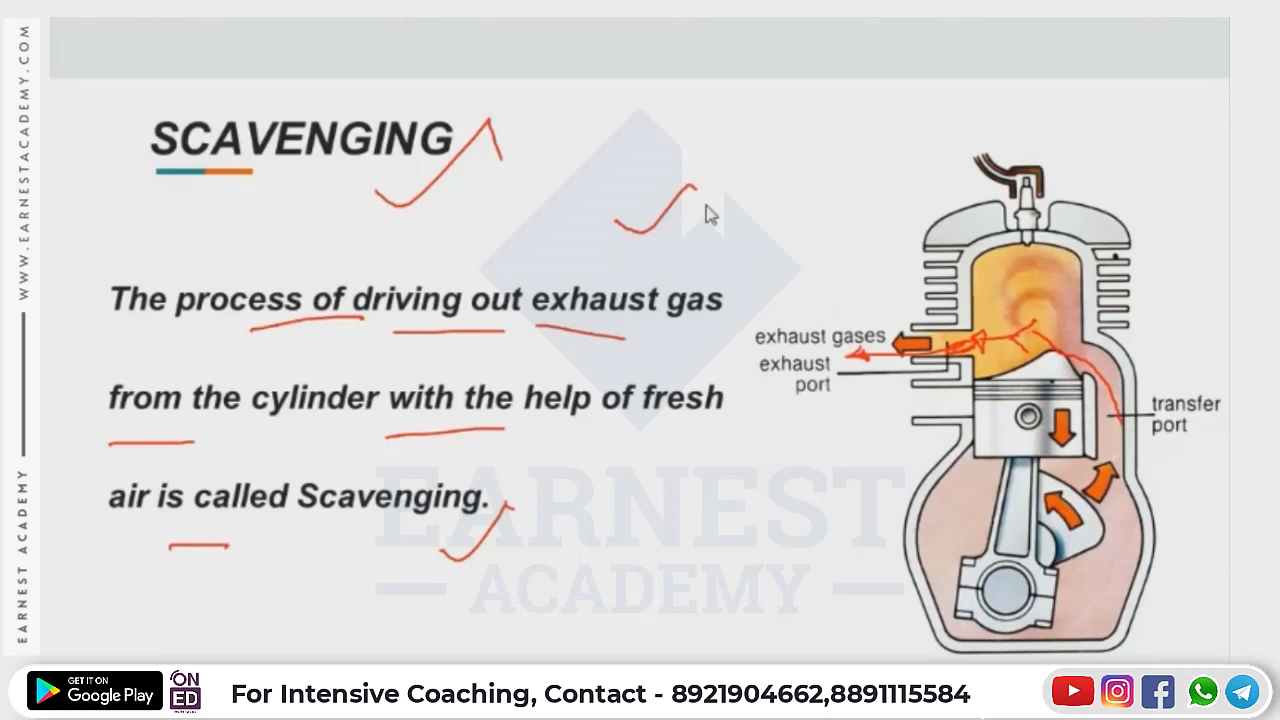 WWW.EARNESTACADEMY.COM
EARNEST ACADEMY
SCAVENGING
The process of driving out exhaust gas
from the cylinder with the help of fresh
air is called Scavenging.
exhaust gases
exhaust
port
transfer
port
EARNEST
ACADEMY
GET IT ON
Google Play
ON
ED
For Intensive Coaching, Contact - 8921904662,8891115584